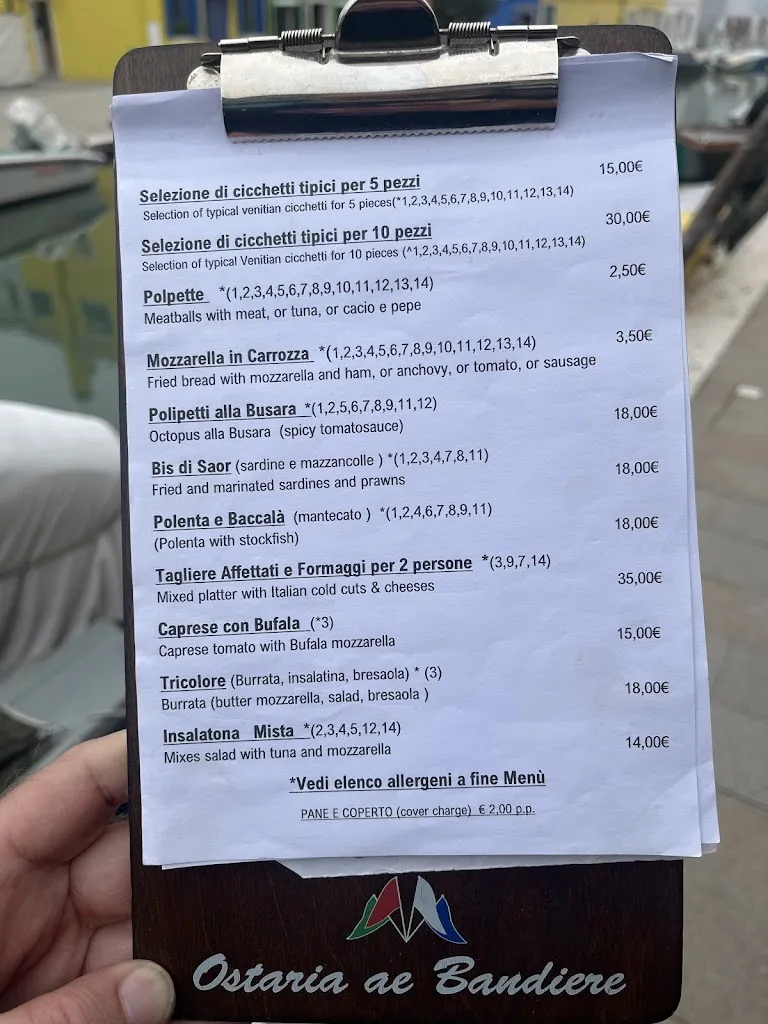 Selezione di cicchetti tipici per 5 pezzi 15,00€
Selection of typical venitian cicchetti for 5 pieces(*1,2,3,4,5,6,7,8,9,10,11,12,13,14)
Selezione di cicchetti tipici per 10 pezzi 30,00€
Selection of typical Venitian cicchetti for 10 pieces (^1,2,3,4,5,6,7,8,9,10,11,12,13,14)
Polpette *(1,2,3,4,5,6,7,8,9,10,11,12,13,14) 2,50€
Meatballs with meat, or tuna, or cacio e pepe
Mozzarella in Carrozza *(1,2,3,4,5,6,7,8,9,10,11,12,13,14) 3,50€
Fried bread with mozzarella and ham, or anchovy, or tomato, or sausage
Polipetti alla Busara *(1,2,5,6,7,8,9,11,12) 18,00€
Octopus alla Busara (spicy tomatosauce)
Bis di Saor (sardine e mazzancolle ) *(1,2,3,4,7,8,11) 18,00€
Fried and marinated sardines and prawns
Polenta e Baccalà (mantecato ) *(1,2,4,6,7,8,9,11) 18,00€
(Polenta with stockfish)
Tagliere Affettati e Formaggi per 2 persone *(3,9,7,14) 35,00€
Mixed platter with Italian cold cuts & cheeses
Caprese con Bufala (*3) 15,00€
Caprese tomato with Bufala mozzarella
Tricolore (Burrata, insalatina, bresaola) * (3) 18,00€
Burrata (butter mozzarella, salad, bresaola )
Insalatona Mista *(2,3,4,5,12,14) 14,00€
Mixes salad with tuna and mozzarella
*Vedi elenco allergeni a fine Menù
PANE E COPERTO (cover charge) € 2,00 p.p.
Ostaria ae Bandiere